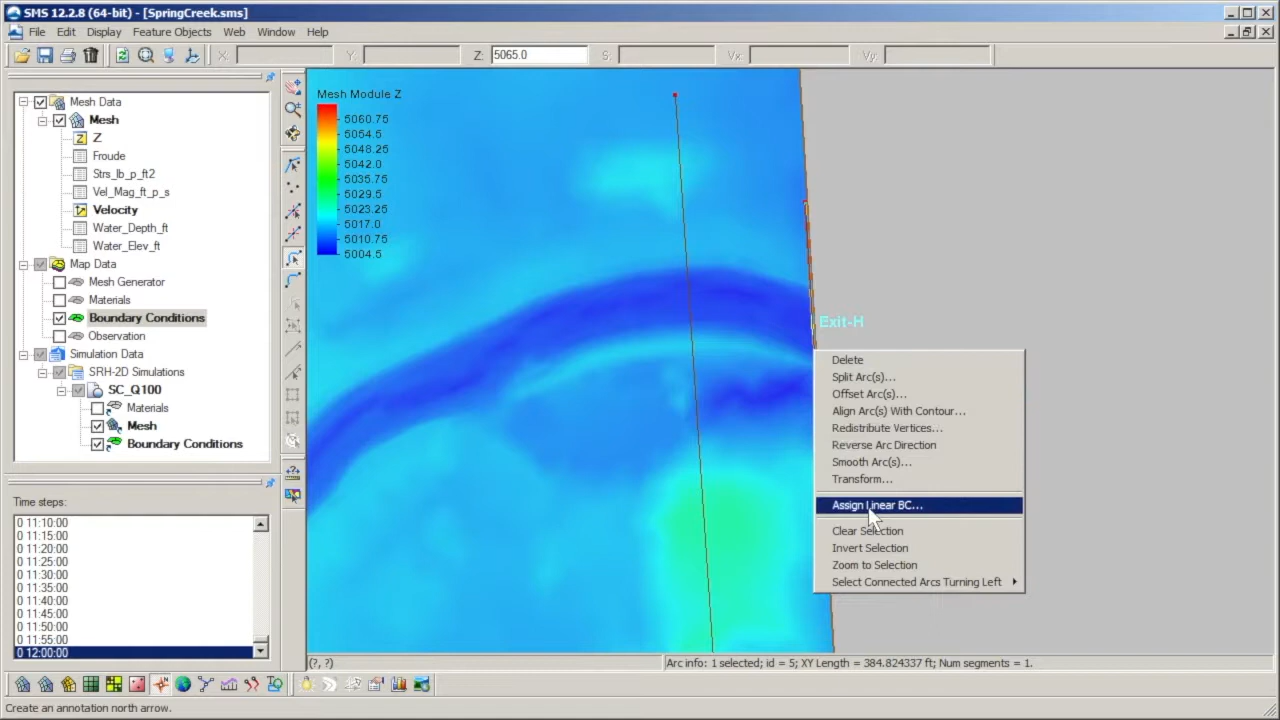 SMS 12.2.8 (64-bit) - [SpringCreek.sms]
File Edit Display Feature Objects Web Window Help
X: Y: Z: 5065.0 S: Vx: Vy:
Mesh Data
Mesh
Z
Froude
Strs_lb_p_ft2
Vel_Mag_ft_p_s
Velocity
Water_Depth_ft
Water_Elev_ft
Map Data
Mesh Generator
Materials
Boundary Conditions
Observation
Simulation Data
SRH-2D Simulations
SC_Q100
Materials
Mesh
Boundary Conditions
Time steps:
0 11:10:00
0 11:15:00
0 11:20:00
0 11:25:00
0 11:30:00
0 11:35:00
0 11:40:00
0 11:45:00
0 11:50:00
0 11:55:00
0 12:00:00
Mesh Module Z
5060.75
5054.5
5048.25
5042.0
5035.75
5029.5
5023.25
5017.0
5010.75
5004.5
Exit-H
Delete
Split Arc(s)...
Offset Arc(s)...
Align Arc(s) With Contour...
Redistribute Vertices...
Reverse Arc Direction
Smooth Arc(s)...
Transform...
Assign Linear BC...
Clear Selection
Invert Selection
Zoom to Selection
Select Connected Arcs Turning Left
(?, ?)
Arc info: 1 selected; id = 5; XY Length = 384.824337 ft; Num segments = 1.
Create an annotation north arrow.